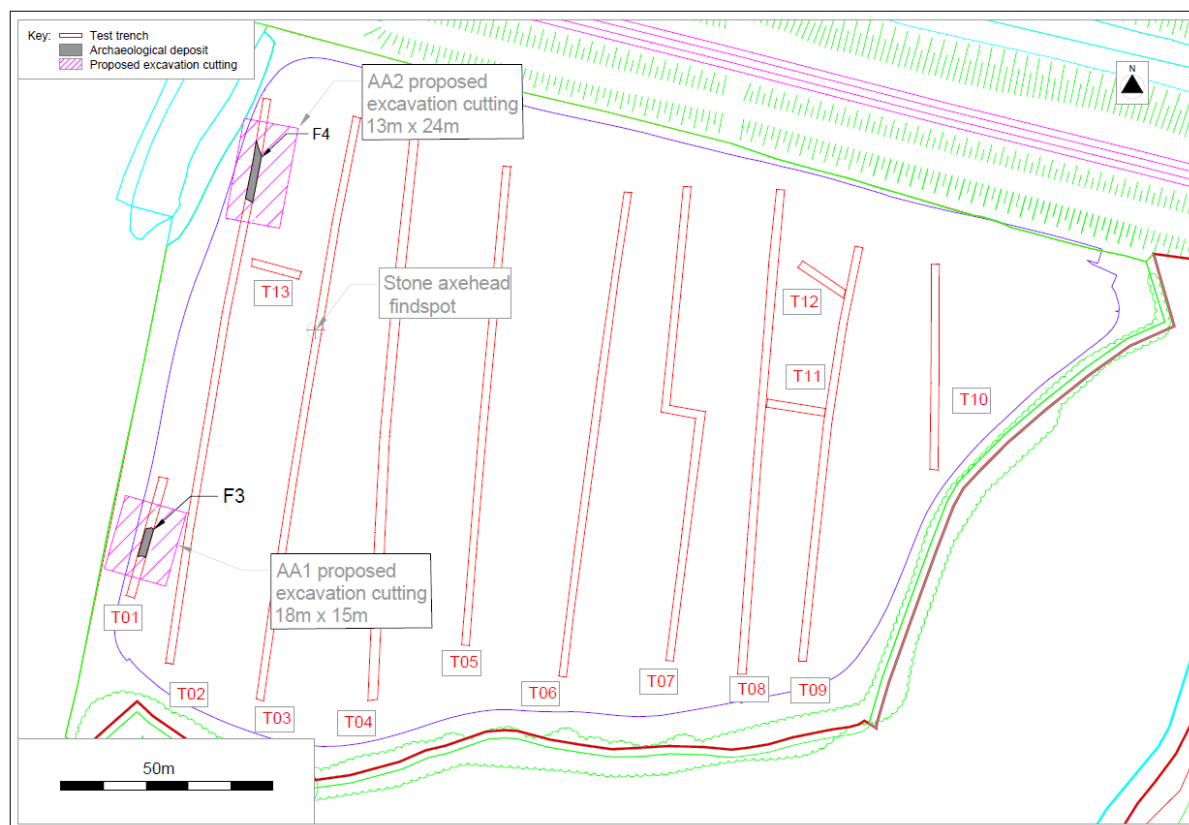 Key: Test trench
Archaeological deposit
Proposed excavation cutting
N
AA2 proposed
excavation cutting
13m x 24m
F4
Stone axehead
findspot
T13
T12
T11
T10
F3
AA1 proposed
excavation cutting
18m x 15m
T01
T02
T03
T04
T05
T06
T07
T08
T09
50m